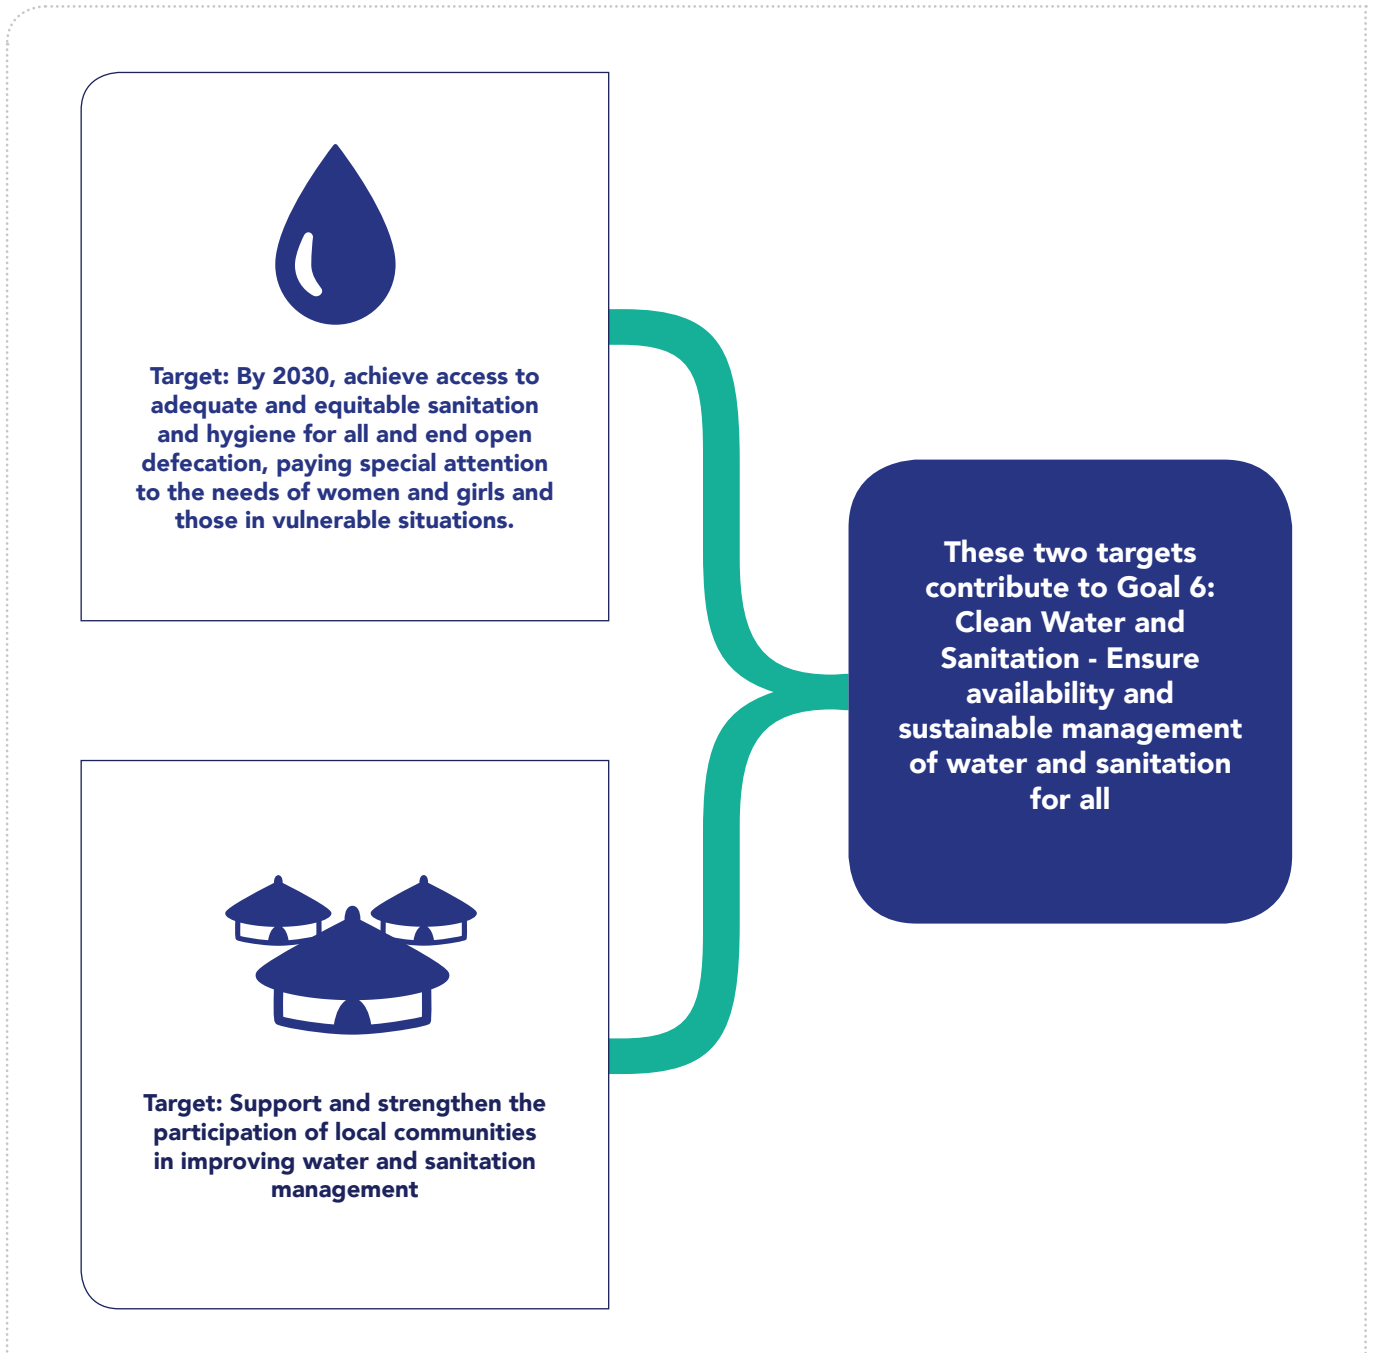 Target: By 2030, achieve access to
adequate and equitable sanitation
and hygiene for all and end open
defecation, paying special attention
to the needs of women and girls and
those in vulnerable situations.
These two targets
contribute to Goal 6:
Clean Water and
Sanitation - Ensure
availability and
sustainable management
of water and sanitation
for all
Target: Support and strengthen the
participation of local communities
in improving water and sanitation
management